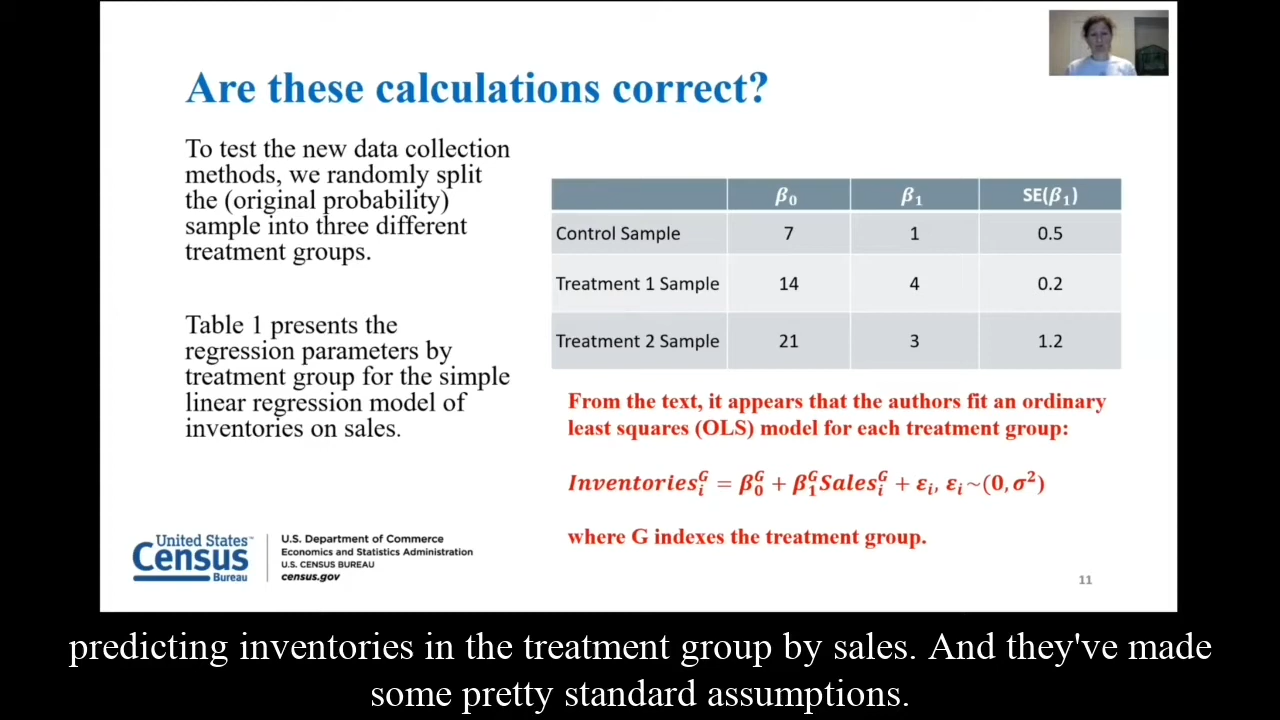 Are these calculations correct?
To test the new data collection
methods, we randomly split
the (original probability)
sample into three different
treatment groups.
Table 1 presents the
regression parameters by
treatment group for the simple
linear regression model of
inventories on sales.
β₀ β₁ SE(β₁)
Control Sample 7 1 0.5
Treatment 1 Sample 14 4 0.2
Treatment 2 Sample 21 3 1.2
From the text, it appears that the authors fit an ordinary
least squares (OLS) model for each treatment group:
Inventories_i^G = β_0^G + β_1^G Sales_i^G + ε_i, ε_i~(0, σ²)
where G indexes the treatment group.
United States™
Census
Bureau
U.S. Department of Commerce
Economics and Statistics Administration
U.S. CENSUS BUREAU
census.gov
11
predicting inventories in the treatment group by sales. And they've made
some pretty standard assumptions.